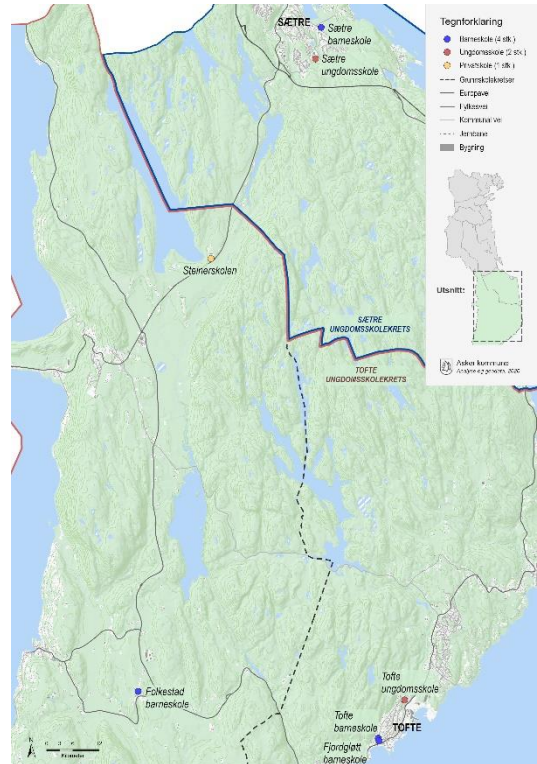 SÆTRE
Sætre
barneskole
Sætre
ungdomsskole
Tegnforklaring
Barneskole (4 stk.)
Ungdomsskole (2 stk.)
Privatskole (1 stk.)
Grunnskolekretser
Europavei
Fylkesvei
Kommunal vei
Jernbane
Bygning
Utsnitt:
Asker kommune
Analyse og geodata, 2020
Steinerskolen
SÆTRE
UNGDOMSSKOLEKRETS
TOFTE
UNGDOMSSKOLEKRETS
Folkestad
barneskole
Tofte
ungdomsskole
Tofte
barneskole
TOFTE
Fjordgløtt
barneskole
N